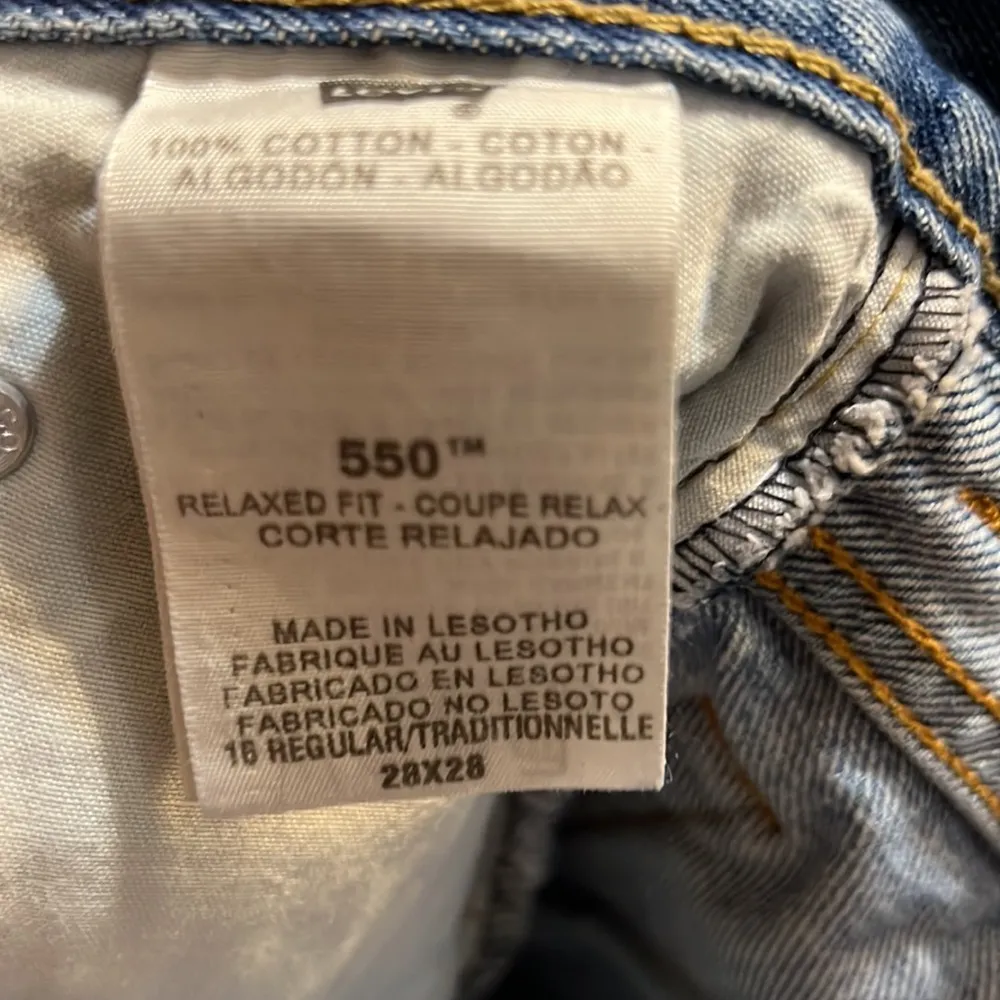 ®
100% COTTON - COTON -
ALGODÓN - ALGODÃO
550™
RELAXED FIT - COUPE RELAX
CORTE RELAJADO
MADE IN LESOTHO
FABRIQUE AU LESOTHO
FABRICADO EN LESOTHO
FABRICADO NO LESOTO
16 REGULAR/TRADITIONNELLE
28X28